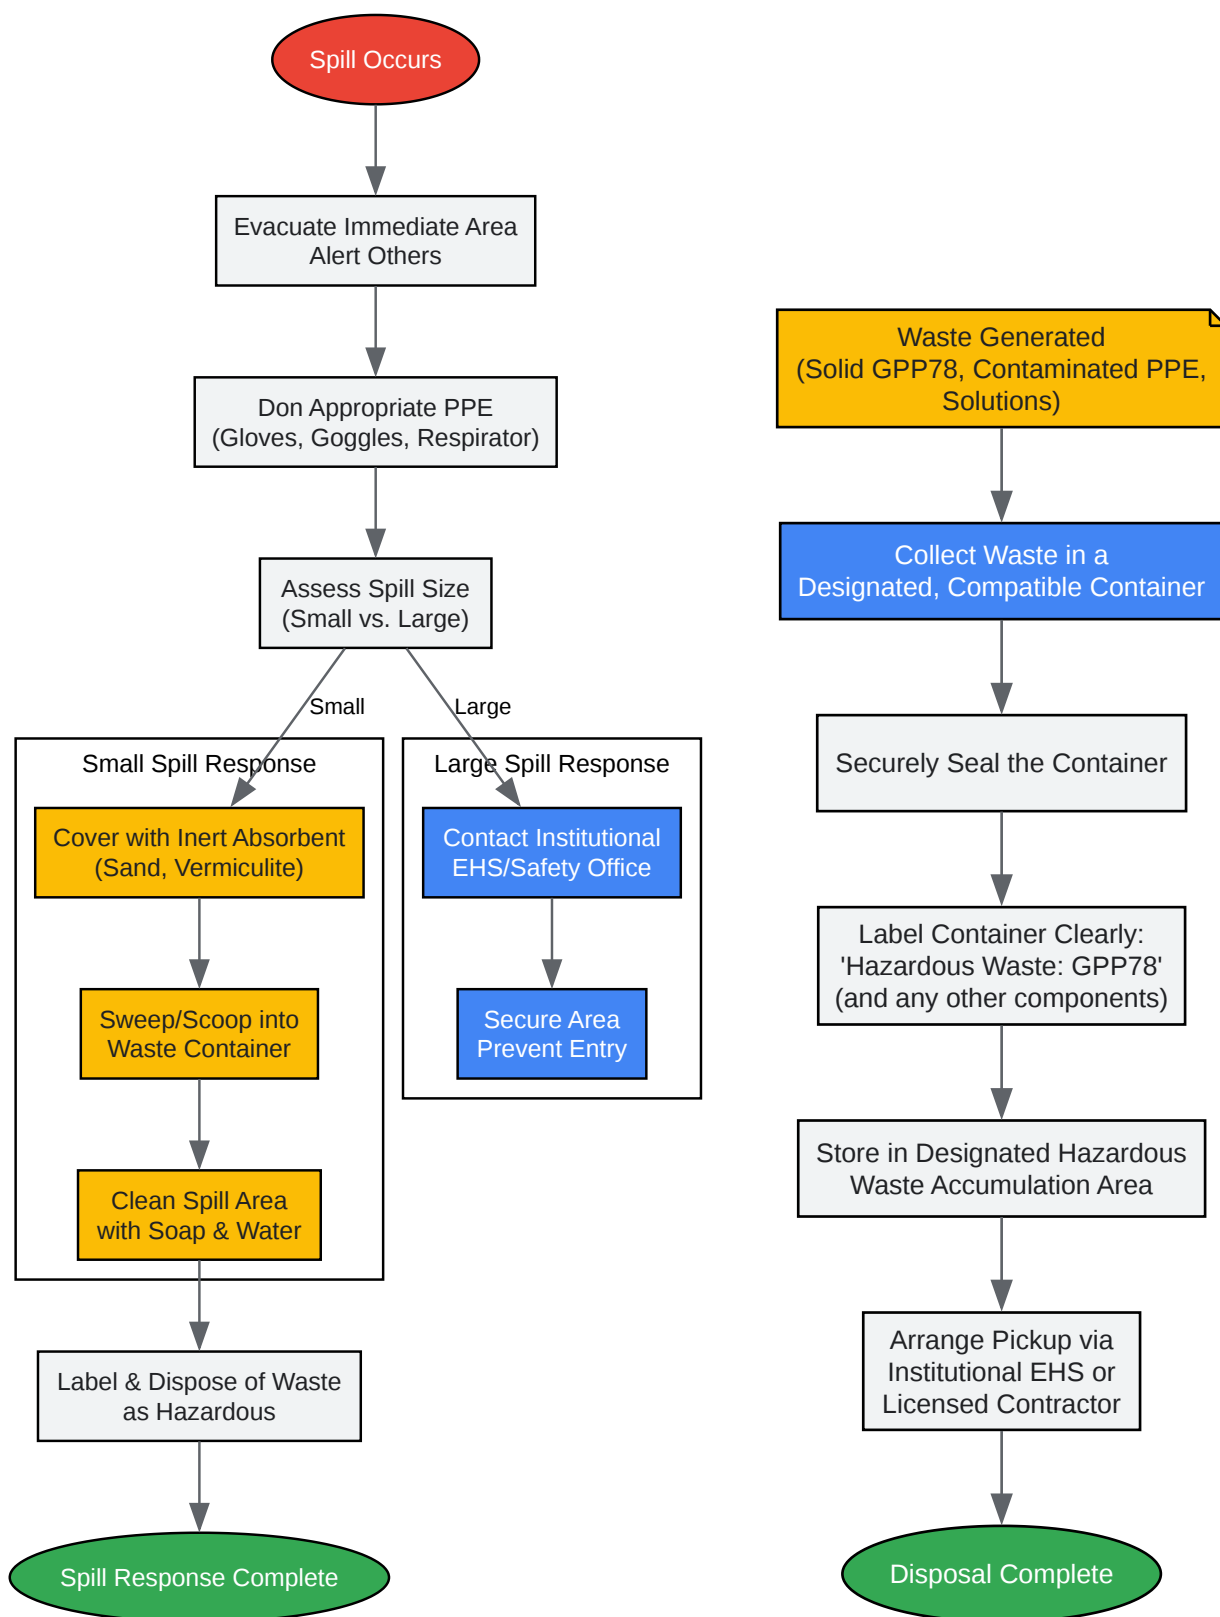 Spill Occurs
Evacuate Immediate Area
Alert Others
Don Appropriate PPE
(Gloves, Goggles, Respirator)
Assess Spill Size
(Small vs. Large)
Small
Large
Small Spill Response
Cover with Inert Absorbent
(Sand, Vermiculite)
Sweep/Scoop into
Waste Container
Clean Spill Area
with Soap & Water
Large Spill Response
Contact Institutional
EHS/Safety Office
Secure Area
Prevent Entry
Label & Dispose of Waste
as Hazardous
Spill Response Complete
Waste Generated
(Solid GPP78, Contaminated PPE,
Solutions)
Collect Waste in a
Designated, Compatible Container
Securely Seal the Container
Label Container Clearly:
'Hazardous Waste: GPP78'
(and any other components)
Store in Designated Hazardous
Waste Accumulation Area
Arrange Pickup via
Institutional EHS or
Licensed Contractor
Disposal Complete